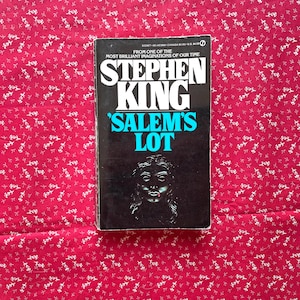 FROM ONE OF THE
MOST BRILLIANT IMAGINATIONS OF OUR TIME
STEPHEN
KING
'SALEM'S
LOT